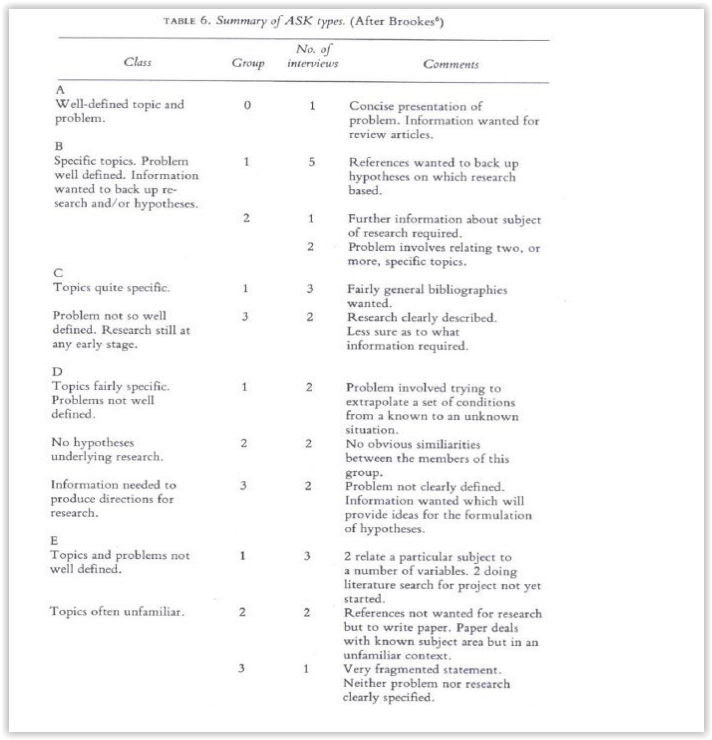 TABLE 6. Summary of ASK types. (After Brookes⁶)
Class Group No. of interviews Comments
A
Well-defined topic and 0 1 Concise presentation of
problem. problem. Information wanted for
review articles.
B
Specific topics. Problem 1 5 References wanted to back up
well defined. Information hypotheses on which research
wanted to back up re- based.
search and/or hypotheses.
2 1 Further information about subject
of research required.
2 Problem involves relating two, or
more, specific topics.
C
Topics quite specific. 1 3 Fairly general bibliographies
wanted.
Problem not so well 3 2 Research clearly described.
defined. Research still at Less sure as to what
any early stage. information required.
D
Topics fairly specific. 1 2 Problem involved trying to
Problems not well extrapolate a set of conditions
defined. from a known to an unknown
situation.
No hypotheses 2 2 No obvious similiarities
underlying research. between the members of this
group.
Information needed to 3 2 Problem not clearly defined.
produce directions for Information wanted which will
research. provide ideas for the formulation
of hypotheses.
E
Topics and problems not 1 3 2 relate a particular subject to
well defined. a number of variables. 2 doing
literature search for project not yet
started.
Topics often unfamiliar. 2 2 References not wanted for research
but to write paper. Paper deals
with known subject area but in an
unfamiliar context.
3 1 Very fragmented statement.
Neither problem nor research
clearly specified.